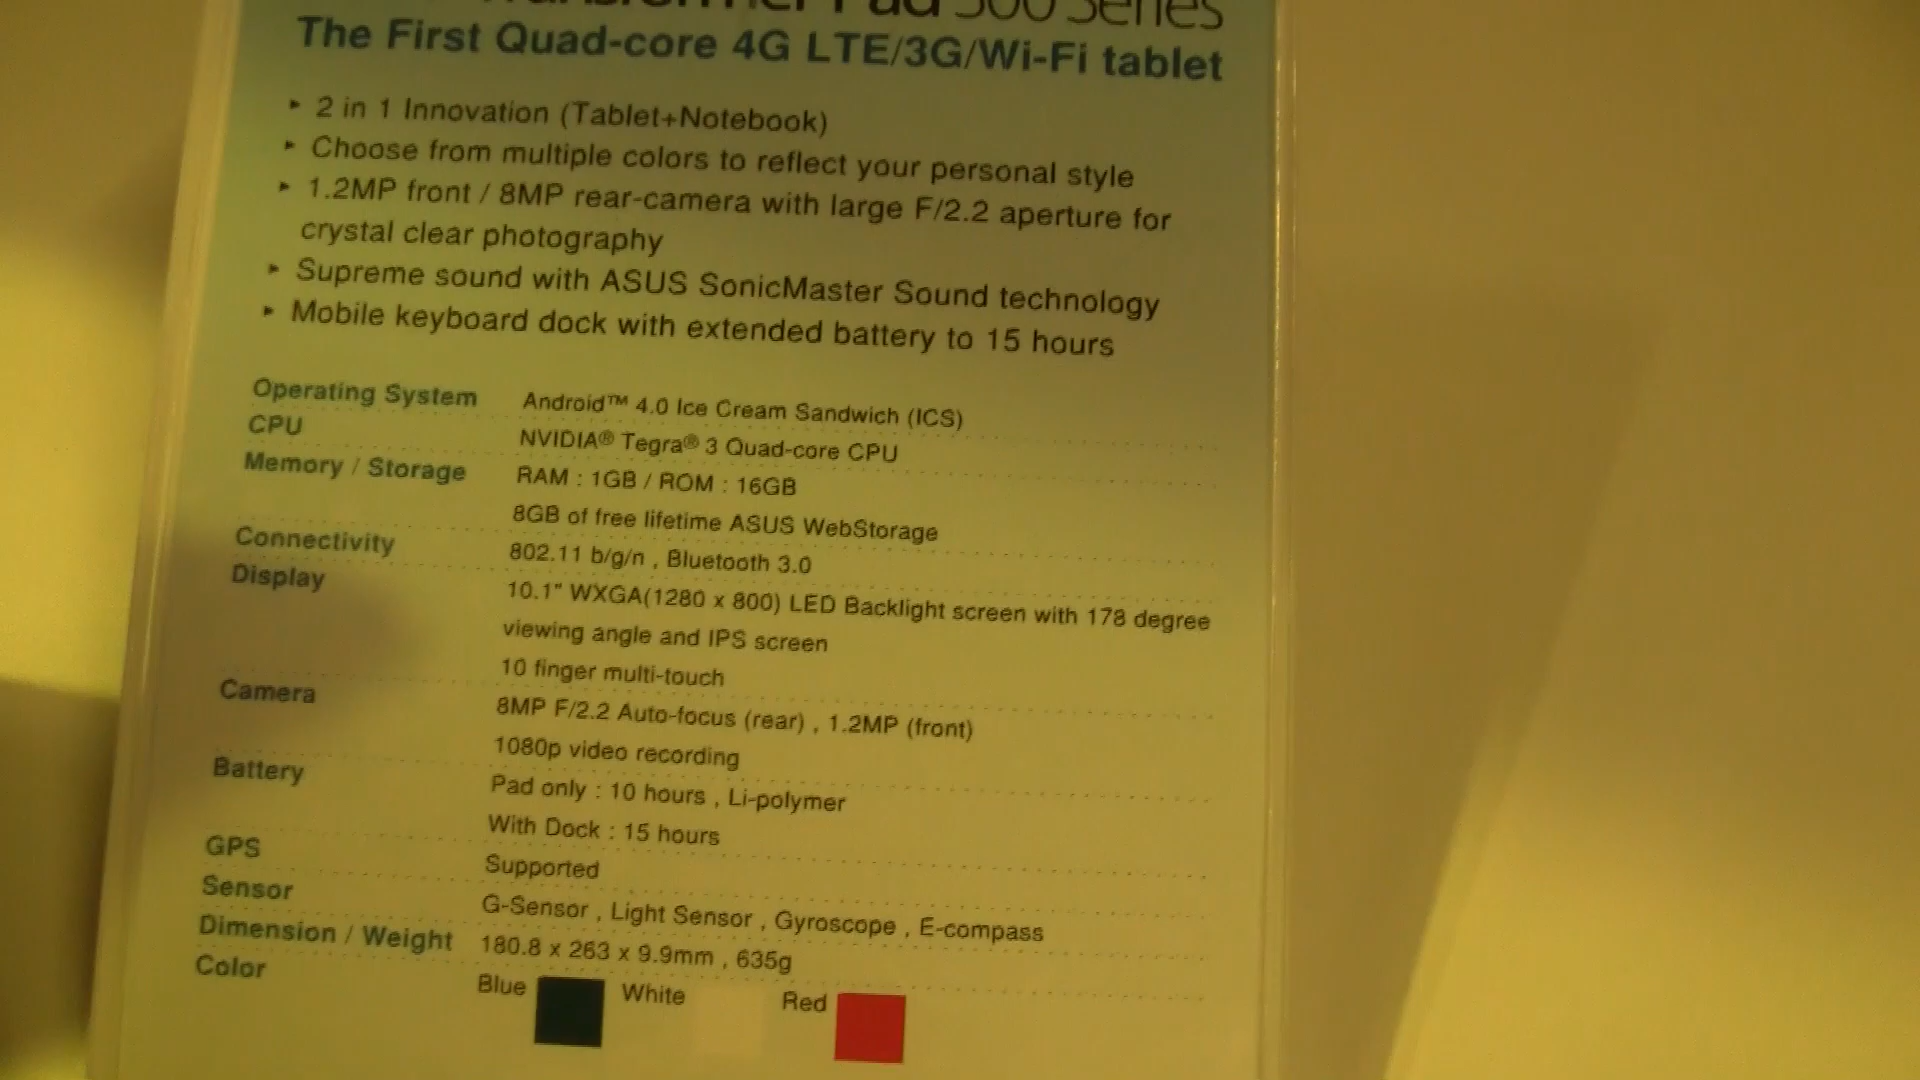 Transformer Pad 300 Series
The First Quad-core 4G LTE/3G/Wi-Fi tablet
▸ 2 in 1 Innovation (Tablet+Notebook)
▸ Choose from multiple colors to reflect your personal style
▸ 1.2MP front / 8MP rear-camera with large F/2.2 aperture for
crystal clear photography
▸ Supreme sound with ASUS SonicMaster Sound technology
▸ Mobile keyboard dock with extended battery to 15 hours
Operating System Android™ 4.0 Ice Cream Sandwich (ICS)
CPU NVIDIA® Tegra® 3 Quad-core CPU
Memory / Storage RAM : 1GB / ROM : 16GB
8GB of free lifetime ASUS WebStorage
Connectivity 802.11 b/g/n , Bluetooth 3.0
Display 10.1" WXGA(1280 x 800) LED Backlight screen with 178 degree
viewing angle and IPS screen
10 finger multi-touch
Camera 8MP F/2.2 Auto-focus (rear) , 1.2MP (front)
1080p video recording
Battery Pad only : 10 hours , Li-polymer
With Dock : 15 hours
GPS Supported
Sensor G-Sensor , Light Sensor , Gyroscope , E-compass
Dimension / Weight 180.8 x 263 x 9.9mm , 635g
Color Blue White Red